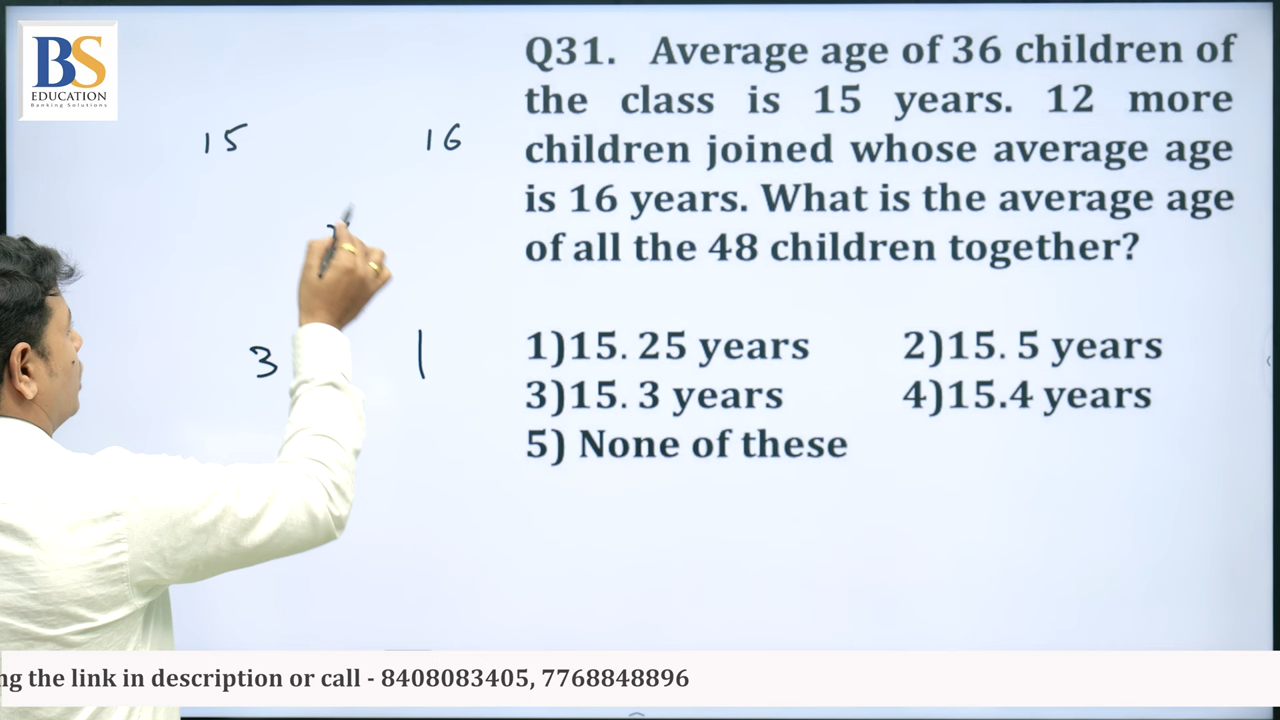 BS
EDUCATION
Banking Solutions
15 16
3 1
Q31. Average age of 36 children of
the class is 15 years. 12 more
children joined whose average age
is 16 years. What is the average age
of all the 48 children together?
1)15. 25 years 2)15. 5 years
3)15. 3 years 4)15.4 years
5) None of these
ng the link in description or call - 8408083405, 7768848896